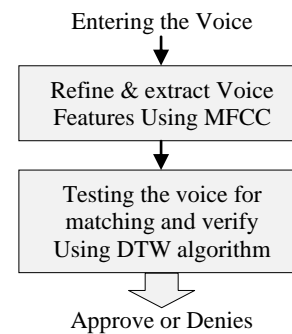 Entering the Voice
Refine & extract Voice
Features Using MFCC
Testing the voice for
matching and verify
Using DTW algorithm
Approve or Denies